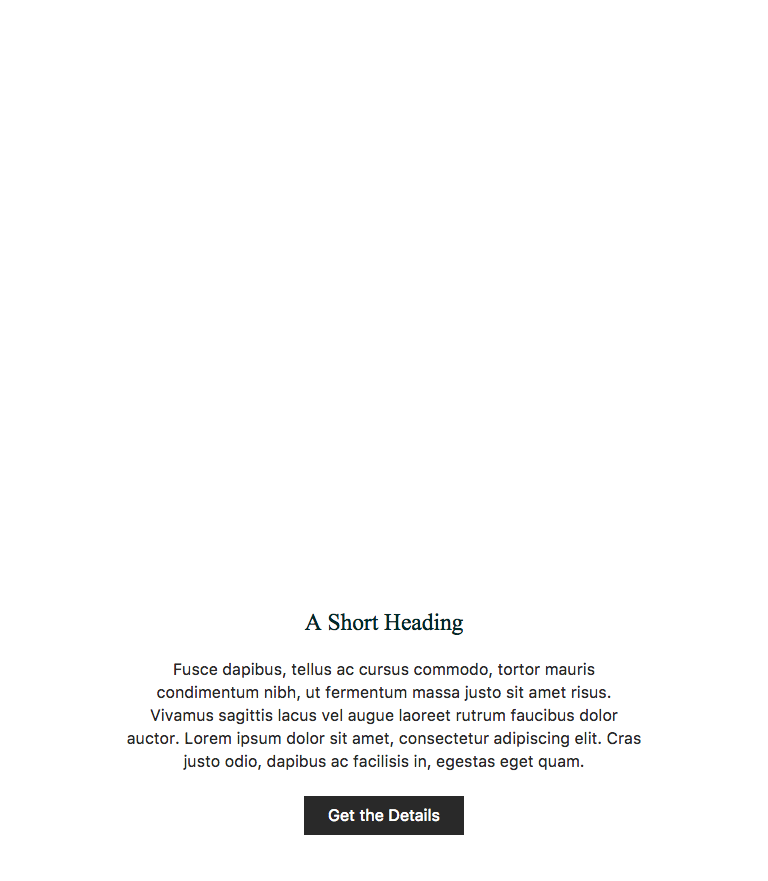 A Short Heading
Fusce dapibus, tellus ac cursus commodo, tortor mauris
condimentum nibh, ut fermentum massa justo sit amet risus.
Vivamus sagittis lacus vel augue laoreet rutrum faucibus dolor
auctor. Lorem ipsum dolor sit amet, consectetur adipiscing elit. Cras
justo odio, dapibus ac facilisis in, egestas eget quam.
Get the Details